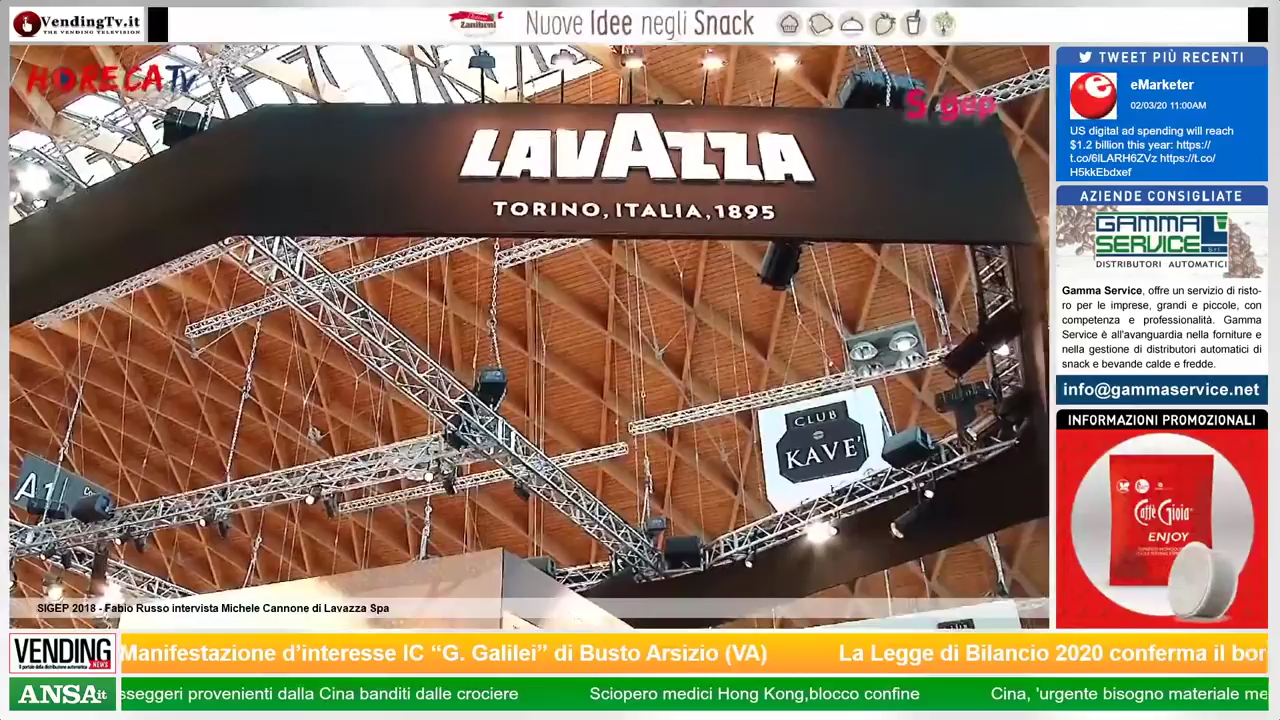 VendingTv.it
THE VENDING TELEVISION
Zaniboni
Nuove Idee negli Snack
HORECA TV
Sigep
LAVAZZA
TORINO, ITALIA, 1895
CLUB
KAVE'
A1
SIGEP 2018 - Fabio Russo intervista Michele Cannone di Lavazza Spa
TWEET PIÙ RECENTI
eMarketer
02/03/20 11:00AM
US digital ad spending will reach
$1.2 billion this year: https://
t.co/6lLARH6ZVz https://t.co/
H5kkEbdxef
AZIENDE CONSIGLIATE
GAMMA
SERVICE
DISTRIBUTORI AUTOMATICI
Gamma Service, offre un servizio di risto-
ro per le imprese, grandi e piccole, con
competenza e professionalità. Gamma
Service è all'avanguardia nella forniture e
nella gestione di distributori automatici di
snack e bevande calde e fredde.
info@gammaservice.net
INFORMAZIONI PROMOZIONALI
Caffè Gioia
ENJOY
VENDING
NEWS
Manifestazione d'interesse IC “G. Galilei” di Busto Arsizio (VA) La Legge di Bilancio 2020 conferma il bon
ANSA.it
sseggeri provenienti dalla Cina banditi dalle crociere Sciopero medici Hong Kong,blocco confine Cina, 'urgente bisogno materiale me